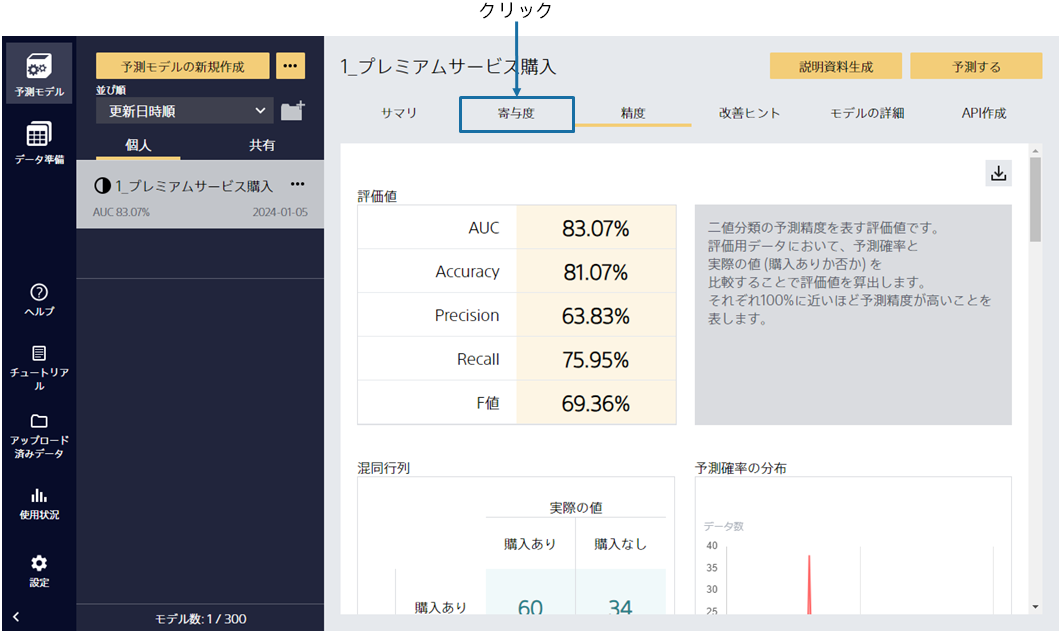 クリック
予測モデル
データ準備
ヘルプ
チュートリア
ル
アップロード
済みデータ
使用状況
設定
予測モデルの新規作成
並び順
更新日時順
個人
共有
1_プレミアムサービス購入
AUC 83.07%
2024-01-05
モデル数: 1 / 300
1_プレミアムサービス購入
説明資料生成
予測する
サマリ
寄与度
精度
改善ヒント
モデルの詳細
API作成
評価値
AUC 83.07%
Accuracy 81.07%
Precision 63.83%
Recall 75.95%
F値 69.36%
二値分類の予測精度を表す評価値です。
評価用データにおいて、予測確率と
実際の値 (購入ありか否か) を
比較することで評価値を算出します。
それぞれ100%に近いほど予測精度が高いことを
表します。
混同行列
実際の値
購入あり 購入なし
購入あり 60 34
予測確率の分布
データ数
40
35
30
25